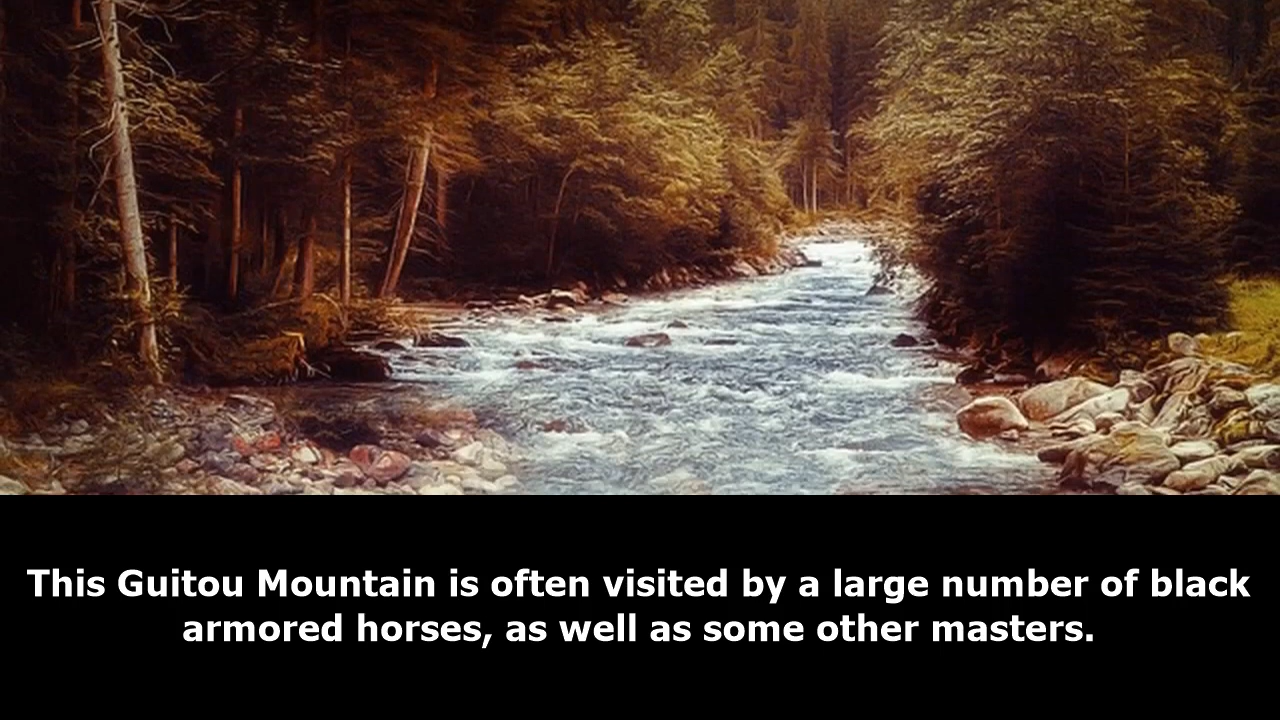 This Guitou Mountain is often visited by a large number of black
armored horses, as well as some other masters.